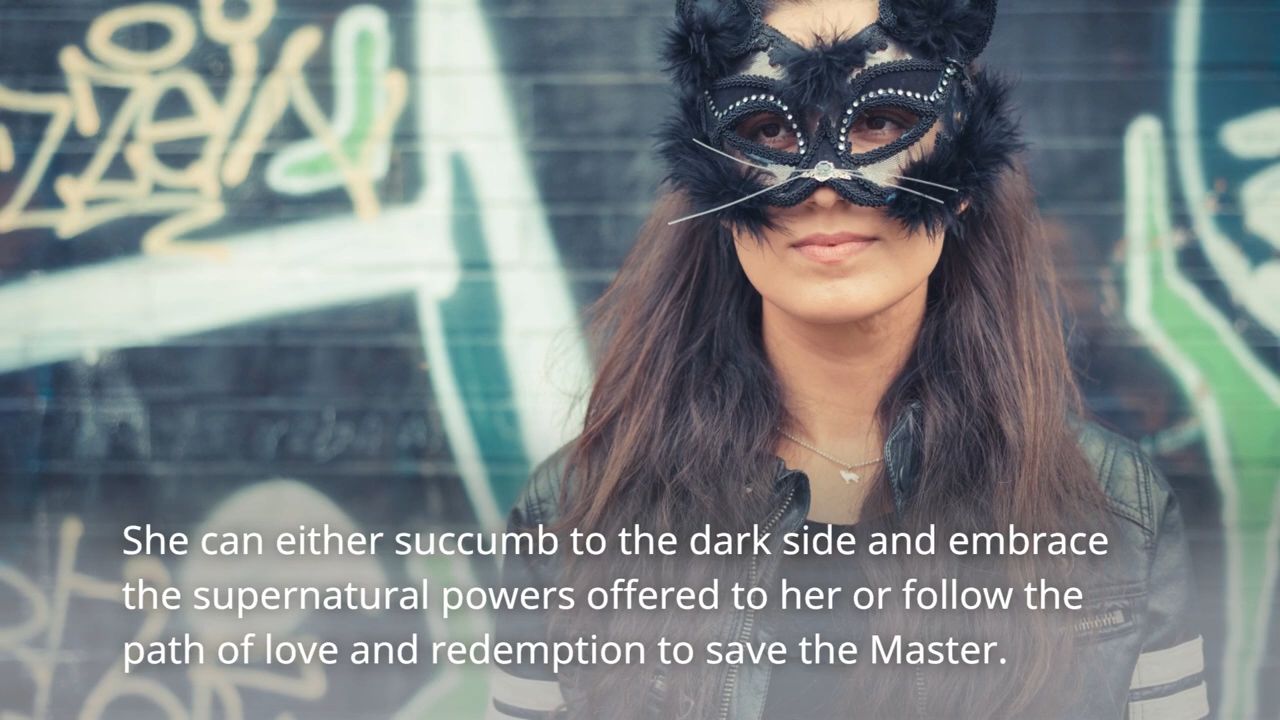 She can either succumb to the dark side and embrace
the supernatural powers offered to her or follow the
path of love and redemption to save the Master.